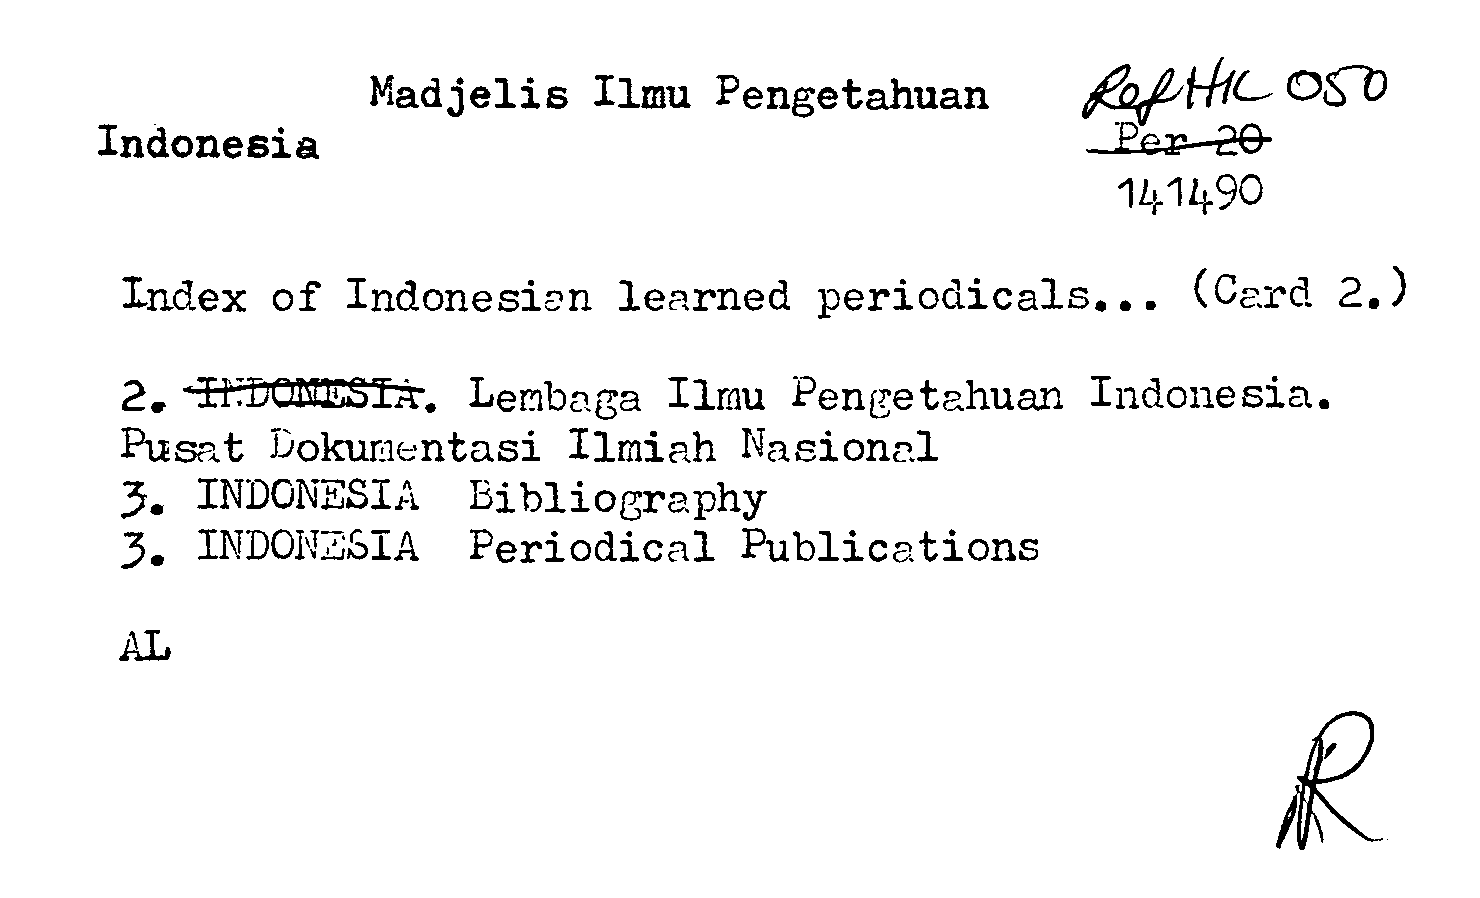 Madjelis Ilmu Pengetahuan
Indonesia
Ref HK 050
Per 20
141490
Index of Indonesian learned periodicals... (Card 2.)
2. INDONESIA. Lembaga Ilmu Pengetahuan Indonesia.
Pusat Dokumentasi Ilmiah Nasional
3. INDONESIA Bibliography
3. INDONESIA Periodical Publications
AL